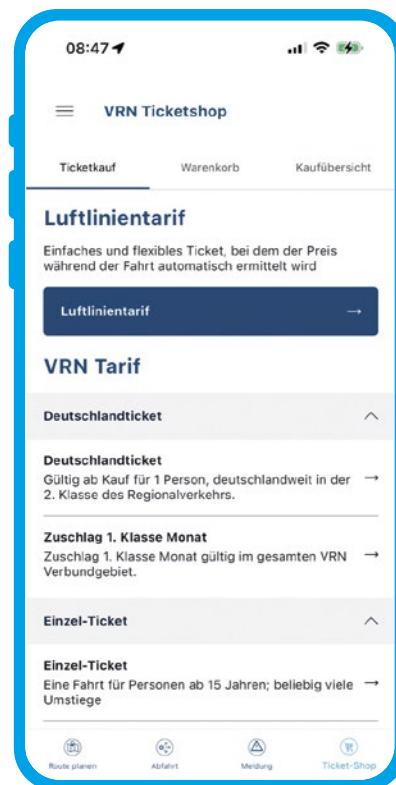 08:47
VRN Ticketshop
Ticketkauf Warenkorb Kaufübersicht
Luftlinientarif
Einfaches und flexibles Ticket, bei dem der Preis
während der Fahrt automatisch ermittelt wird
Luftlinientarif →
VRN Tarif
Deutschlandticket
Deutschlandticket
Gültig ab Kauf für 1 Person, deutschlandweit in der →
2. Klasse des Regionalverkehrs.
Zuschlag 1. Klasse Monat
Zuschlag 1. Klasse Monat gültig im gesamten VRN →
Verbundgebiet.
Einzel-Ticket
Einzel-Ticket
Eine Fahrt für Personen ab 15 Jahren; beliebig viele →
Umstiege
Route planen Abfahrt Meldung Ticket-Shop